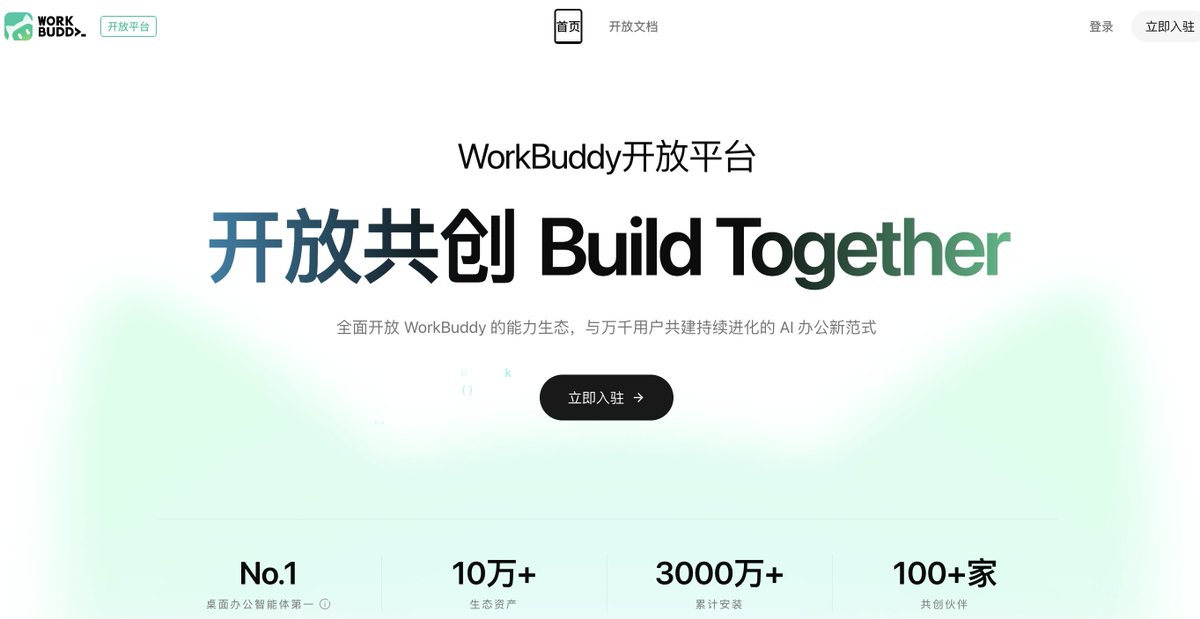 WORK
BUDD>_
开放平台
首页
开放文档
登录
立即入驻
WorkBuddy开放平台
开放共创 Build Together
全面开放 WorkBuddy 的能力生态，与万千用户共建持续进化的 AI 办公新范式
n k
()
立即入驻 →
No.1
桌面办公智能体第一
10万+
生态资产
3000万+
累计安装
100+家
共创伙伴